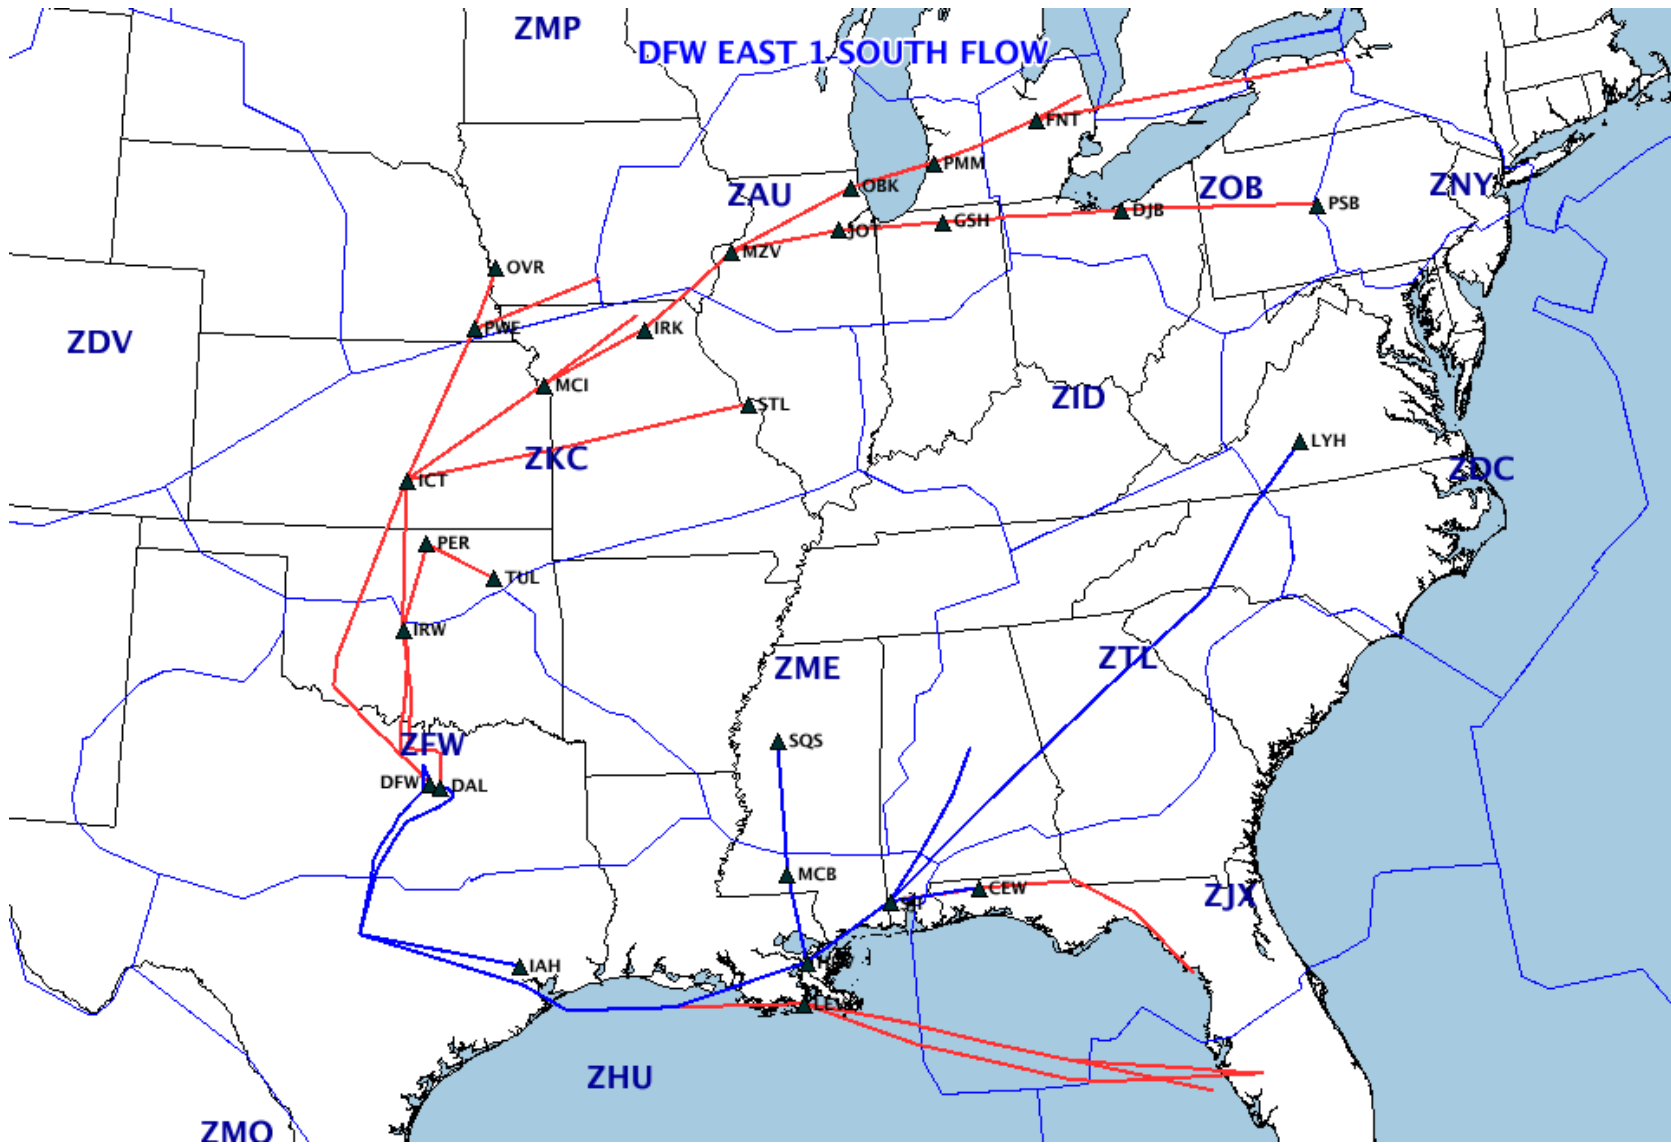 ZMP
DFW EAST 1 SOUTH FLOW
FNT
PMM
ZAU
OBK
ZOB
ZNY
PSB
DJB
GSH
JOT
MZV
OVR
PWE
IRK
ZDV
MCI
ZID
STL
LYH
ZKC
ZDC
ICT
PER
TUL
IRW
ZME
ZTL
ZFW
SQS
DFW
DAL
MCB
CEW
ZJX
IAH
LEV
ZHU
ZMO